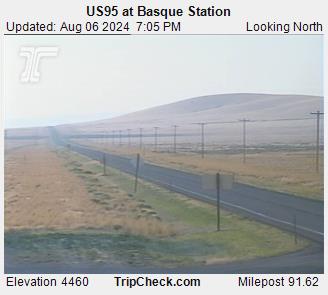 US95 at Basque Station
Updated: Aug 06 2024  7:05 PM Looking North
Elevation 4460 TripCheck.com Milepost 91.62